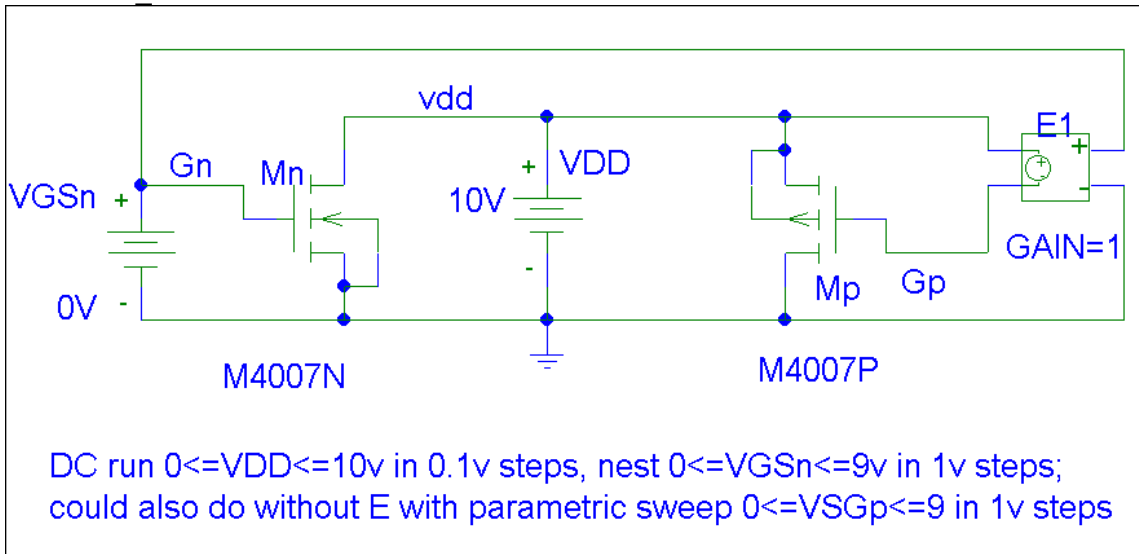 vdd
E1
+
-
Gn
Mn
+
VDD
VGSn +
10V
GAIN=1
-
Mp
Gp
0V -
M4007N
M4007P
DC run 0<=VDD<=10v in 0.1v steps, nest 0<=VGSn<=9v in 1v steps;
could also do without E with parametric sweep 0<=VSGp<=9 in 1v steps